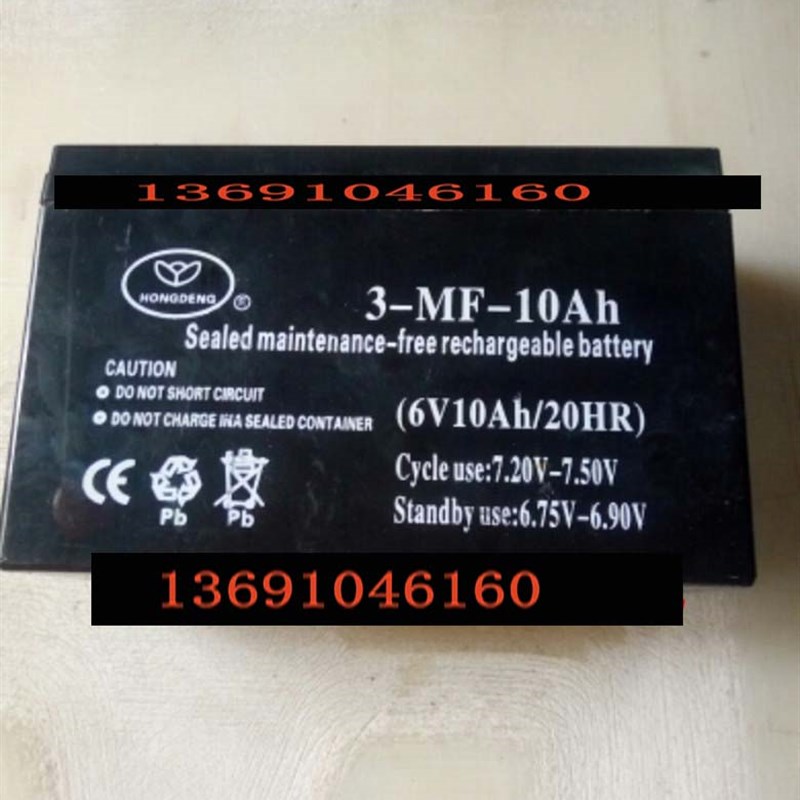 13691046160
HONGDENG ®
3-MF-10Ah
Sealed maintenance-free rechargeable battery
CAUTION
DO NOT SHORT CIRCUIT
DO NOT CHARGE IN A SEALED CONTAINER
(6V10Ah/20HR)
Cycle use:7.20V-7.50V
Standby use:6.75V-6.90V
CE
Pb
Pb
13691046160